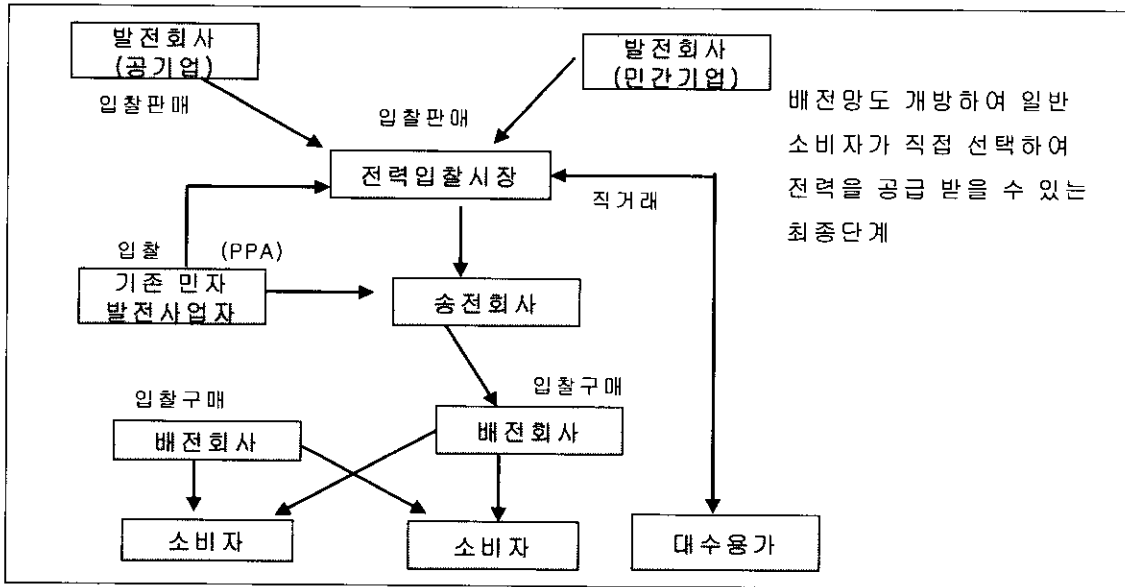 발전회사
(공기업)
발전회사
(민간기업)
입찰판매
입찰판매
배전망도 개방하여 일반
소비자가 직접 선택하여
전력을 공급 받을 수 있는
최종단계
전력입찰시장
직거래
입찰 (PPA)
기존 민자
발전사업자
송전회사
입찰구매
입찰구매
배전회사
배전회사
소비자
소비자
대수용가